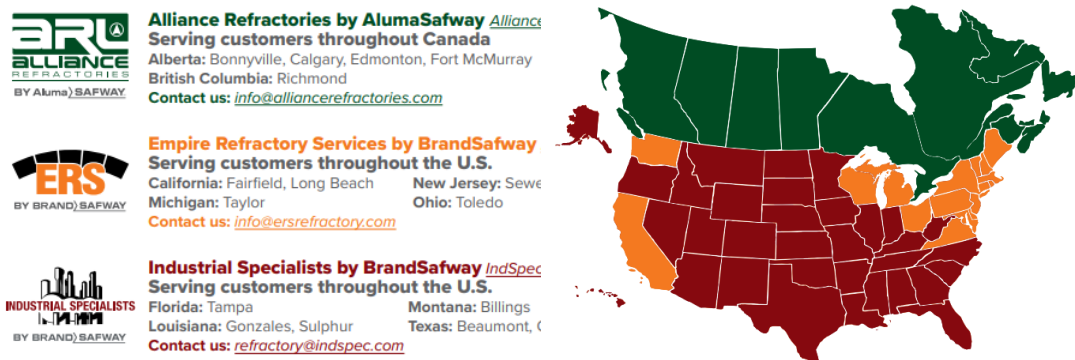 ARL
ALLIANCE
REFRACTORIES
BY Aluma SAFWAY
Alliance Refractories by AlumaSafway Alliance
Serving customers throughout Canada
Alberta: Bonnyville, Calgary, Edmonton, Fort McMurray
British Columbia: Richmond
Contact us: info@alliancerefractories.com
ERS
BY BRAND SAFWAY
Empire Refractory Services by BrandSafway
Serving customers throughout the U.S.
California: Fairfield, Long Beach New Jersey:
Michigan: Taylor Ohio: Toledo
Contact us: info@ersrefractory.com
INDUSTRIAL SPECIALISTS
BY BRAND SAFWAY
Industrial Specialists by BrandSafway IndSpec
Serving customers throughout the U.S.
Florida: Tampa Montana: Billings
Louisiana: Gonzales, Sulphur Texas: Beaumont,
Contact us: refractory@indspec.com